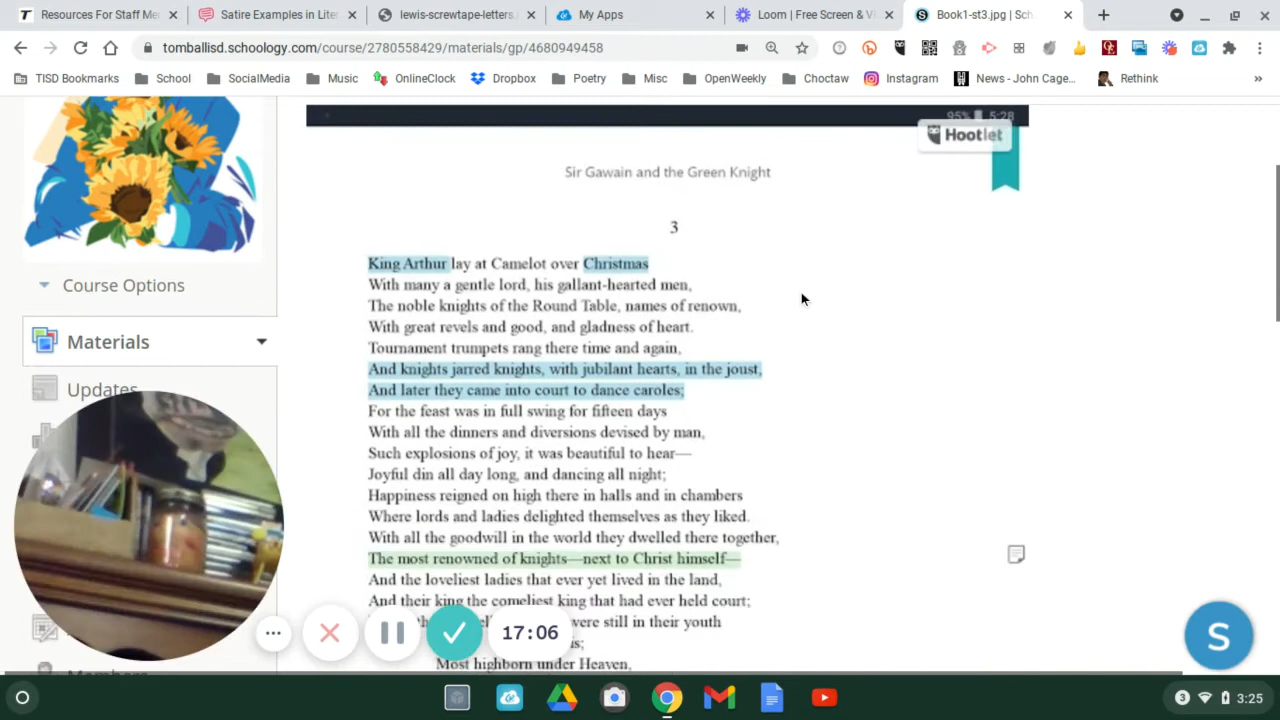 Resources For Staff Me
Satire Examples in Lite
lewis-screwtape-letters.
My Apps
Loom | Free Screen & Vi
Book1-st3.jpg | Sch
tomballisd.schoology.com/course/2780558429/materials/gp/4680949458
TISD Bookmarks
School
SocialMedia
Music
OnlineClock
Dropbox
Poetry
Misc
OpenWeekly
Choctaw
Instagram
News - John Cage...
Rethink
»
95% 5:28
Hootlet
Sir Gawain and the Green Knight
3
King Arthur lay at Camelot over Christmas
With many a gentle lord, his gallant-hearted men,
The noble knights of the Round Table, names of renown,
With great revels and good, and gladness of heart.
Tournament trumpets rang there time and again,
And knights jarred knights, with jubilant hearts, in the joust,
And later they came into court to dance caroles;
For the feast was in full swing for fifteen days
With all the dinners and diversions devised by man,
Such explosions of joy, it was beautiful to hear—
Joyful din all day long, and dancing all night;
Happiness reigned on high there in halls and in chambers
Where lords and ladies delighted themselves as they liked.
With all the goodwill in the world they dwelled there together,
The most renowned of knights—next to Christ himself—
And the loveliest ladies that ever yet lived in the land,
And their king the comeliest king that had ever held court;
were still in their youth
Most highborn under Heaven,
Course Options
Materials
Updates
Members
17:06
S
3 3:25